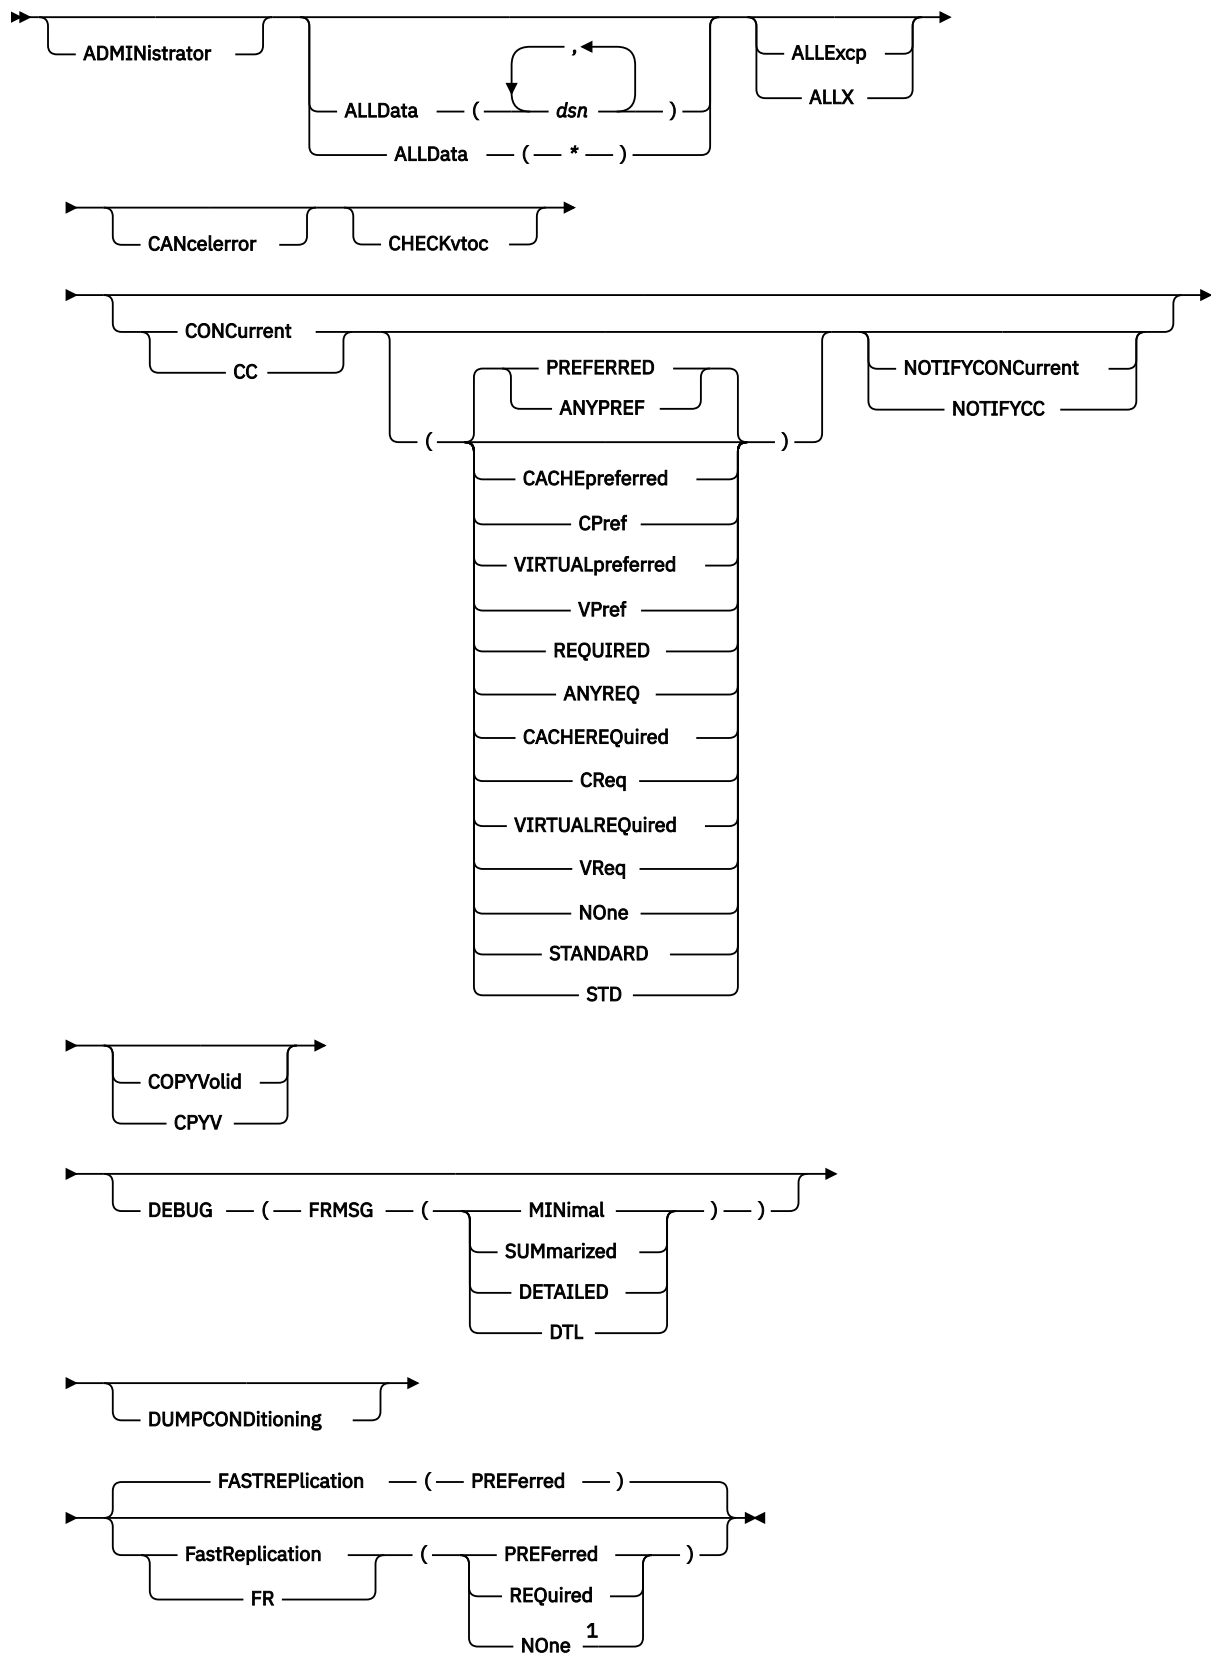 ADMINistrator
,
ALLData ( dsn )
ALLData ( * )
ALLExcp
ALLX
CANcelerror
CHECKvtoc
CONCurrent
CC
(
PREFERRED
ANYPREF
CACHEpreferred
CPref
VIRTUALpreferred
VPref
REQUIRED
ANYREQ
CACHEREQuired
CReq
VIRTUALREQuired
VReq
NOne
STANDARD
STD
)
NOTIFYCONCurrent
NOTIFYCC
COPYVolid
CPYV
DEBUG ( FRMSG ( MINimal ) )
SUMmarized
DETAILED
DTL
DUMPCONDitioning
FASTREPlication ( PREFerred )
FastReplication ( PREFerred )
FR
REQuired
NOne 1